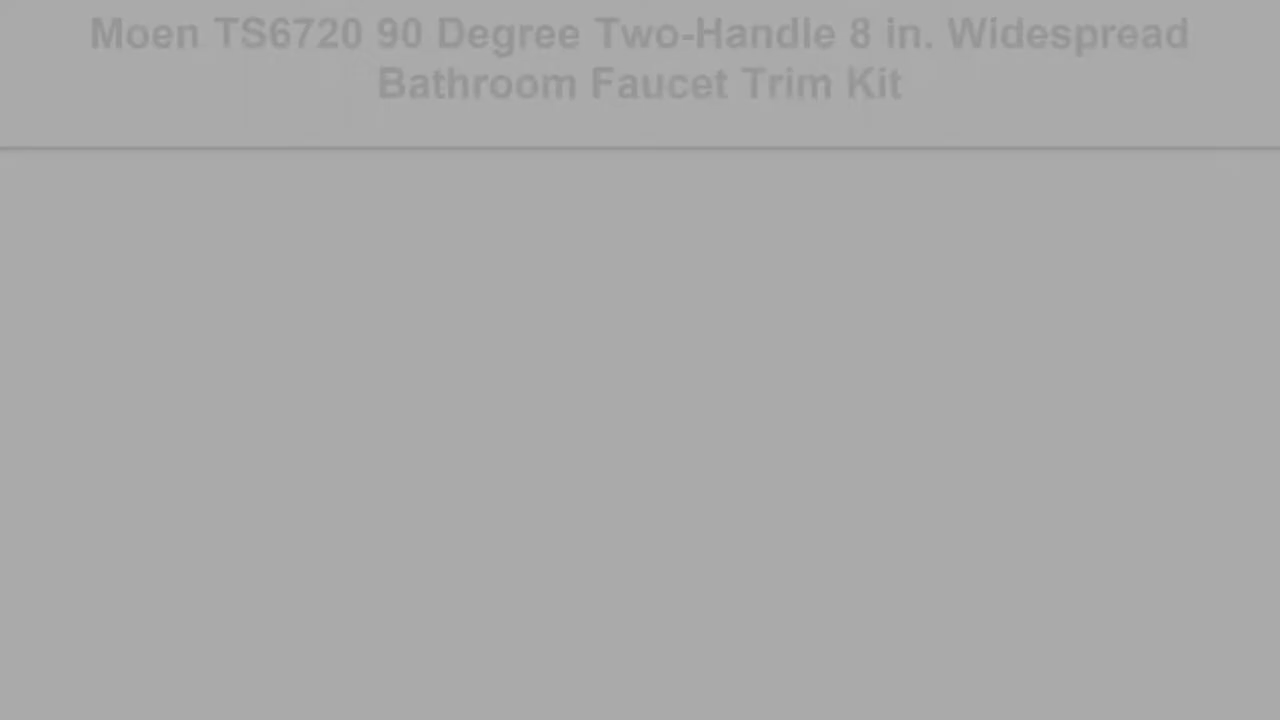 Moen TS6720 90 Degree Two-Handle 8 in. Widespread
Bathroom Faucet Trim Kit